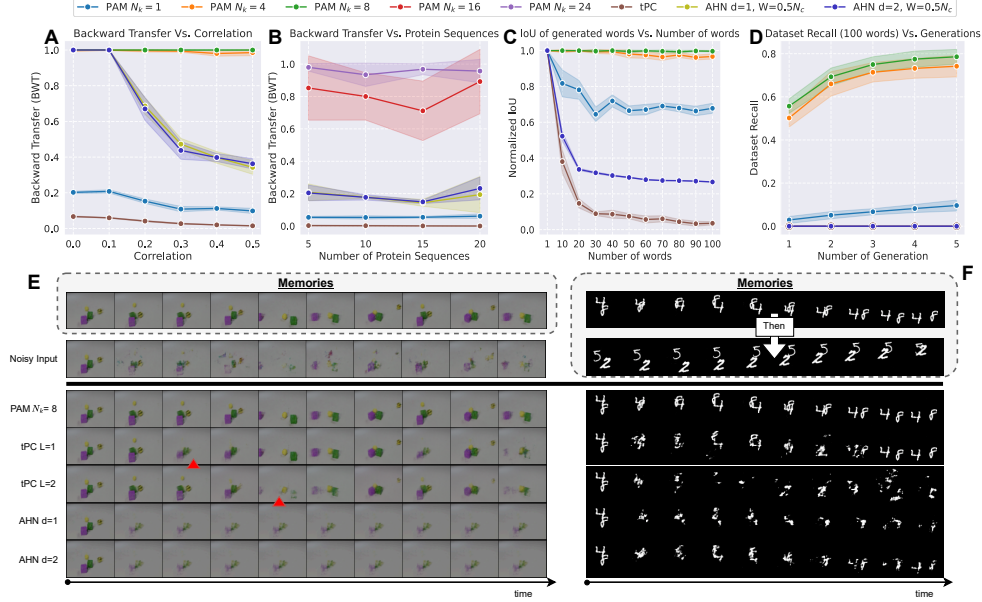 PAM N_k = 1 PAM N_k = 4 PAM N_k = 8 PAM N_k = 16 PAM N_k = 24 tPC AHN d=1, W=0.5N_c AHN d=2, W=0.5N_c
A
Backward Transfer Vs. Correlation
Backward Transfer (BWT)
1.0
0.8
0.6
0.4
0.2
0.0
0.0 0.1 0.2 0.3 0.4 0.5
Correlation
B
Backward Transfer Vs. Protein Sequences
Backward Transfer (BWT)
1.0
0.8
0.6
0.4
0.2
0.0
5 10 15 20
Number of Protein Sequences
C
IoU of generated words Vs. Number of words
Normalized IoU
1.0
0.8
0.6
0.4
0.2
0.0
1 10 20 30 40 50 60 70 80 90 100
Number of words
D
Dataset Recall (100 words) Vs. Generations
Dataset Recall
0.8
0.6
0.4
0.2
0.0
1 2 3 4 5
Number of Generation
E
Memories
Noisy Input
PAM N_k= 8
tPC L=1
tPC L=2
AHN d=1
AHN d=2
time
F
Memories
Then
time